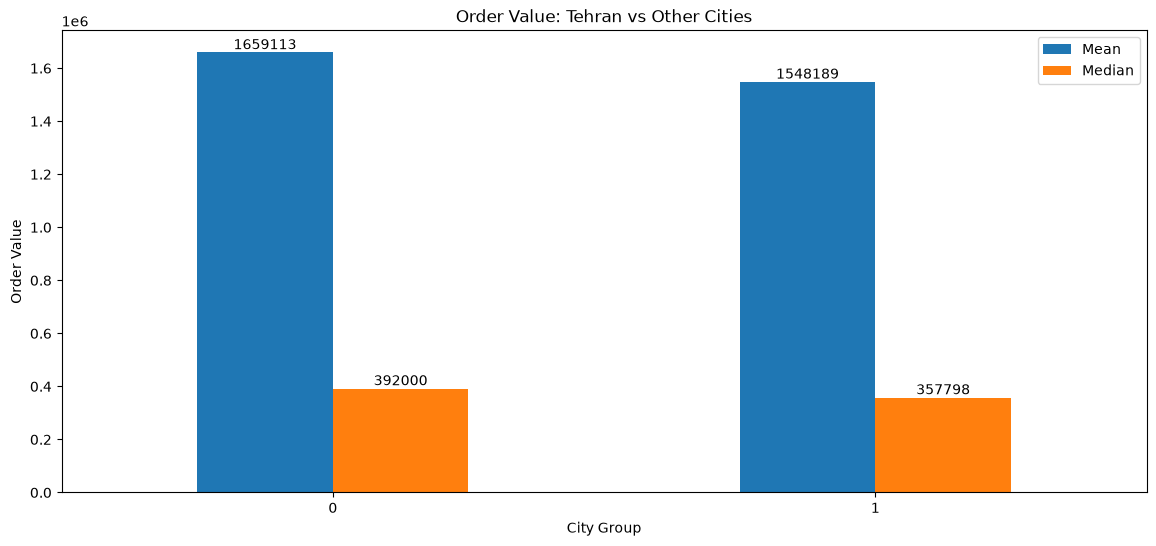 Order Value: Tehran vs Other Cities
1e6
Mean
Median
1659113
1548189
392000
357798
1.6
1.4
1.2
1.0
0.8
0.6
0.4
0.2
0.0
Order Value
0
1
City Group